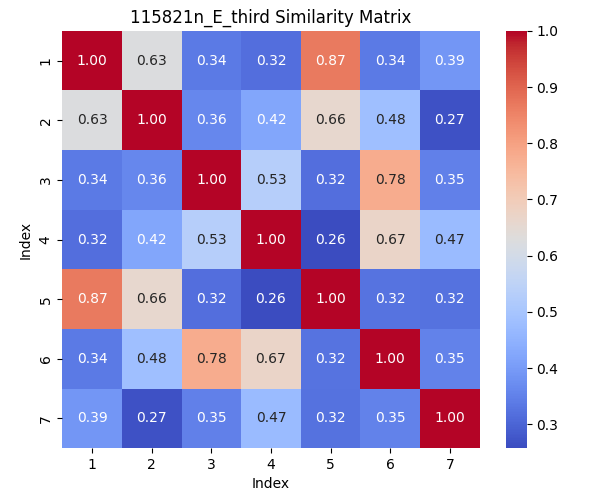 115821n_E_third Similarity Matrix
1 1.00 0.63 0.34 0.32 0.87 0.34 0.39
2 0.63 1.00 0.36 0.42 0.66 0.48 0.27
3 0.34 0.36 1.00 0.53 0.32 0.78 0.35
4 0.32 0.42 0.53 1.00 0.26 0.67 0.47
5 0.87 0.66 0.32 0.26 1.00 0.32 0.32
6 0.34 0.48 0.78 0.67 0.32 1.00 0.35
7 0.39 0.27 0.35 0.47 0.32 0.35 1.00
1 2 3 4 5 6 7
Index
Index
1.0
0.9
0.8
0.7
0.6
0.5
0.4
0.3